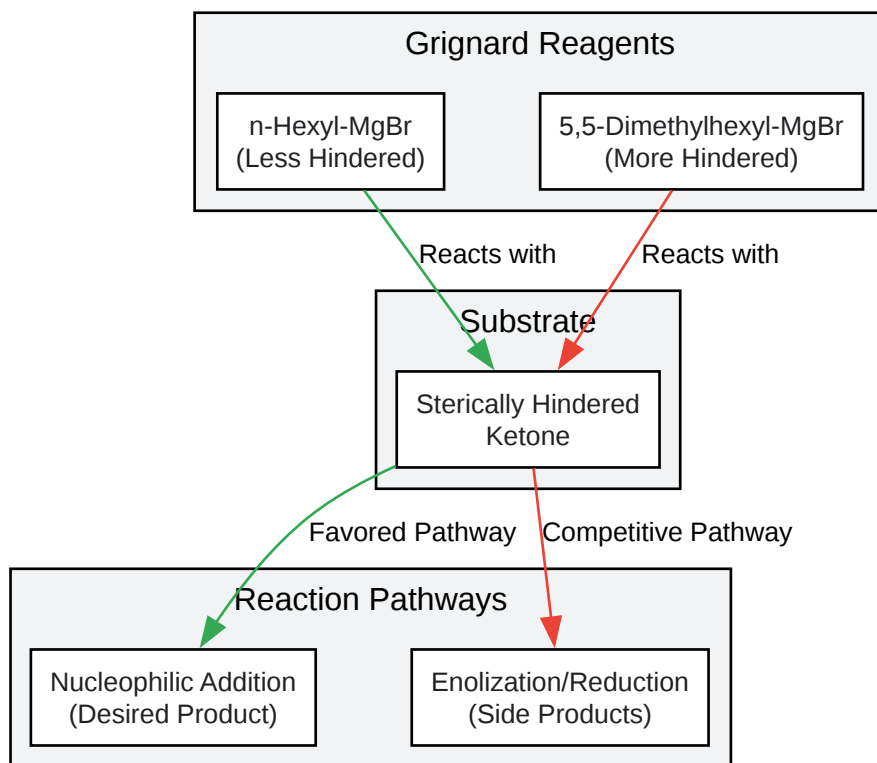 Grignard Reagents
n-Hexyl-MgBr
(Less Hindered)
5,5-Dimethylhexyl-MgBr
(More Hindered)
Reacts with
Reacts with
Substrate
Sterically Hindered
Ketone
Favored Pathway
Competitive Pathway
Reaction Pathways
Nucleophilic Addition
(Desired Product)
Enolization/Reduction
(Side Products)